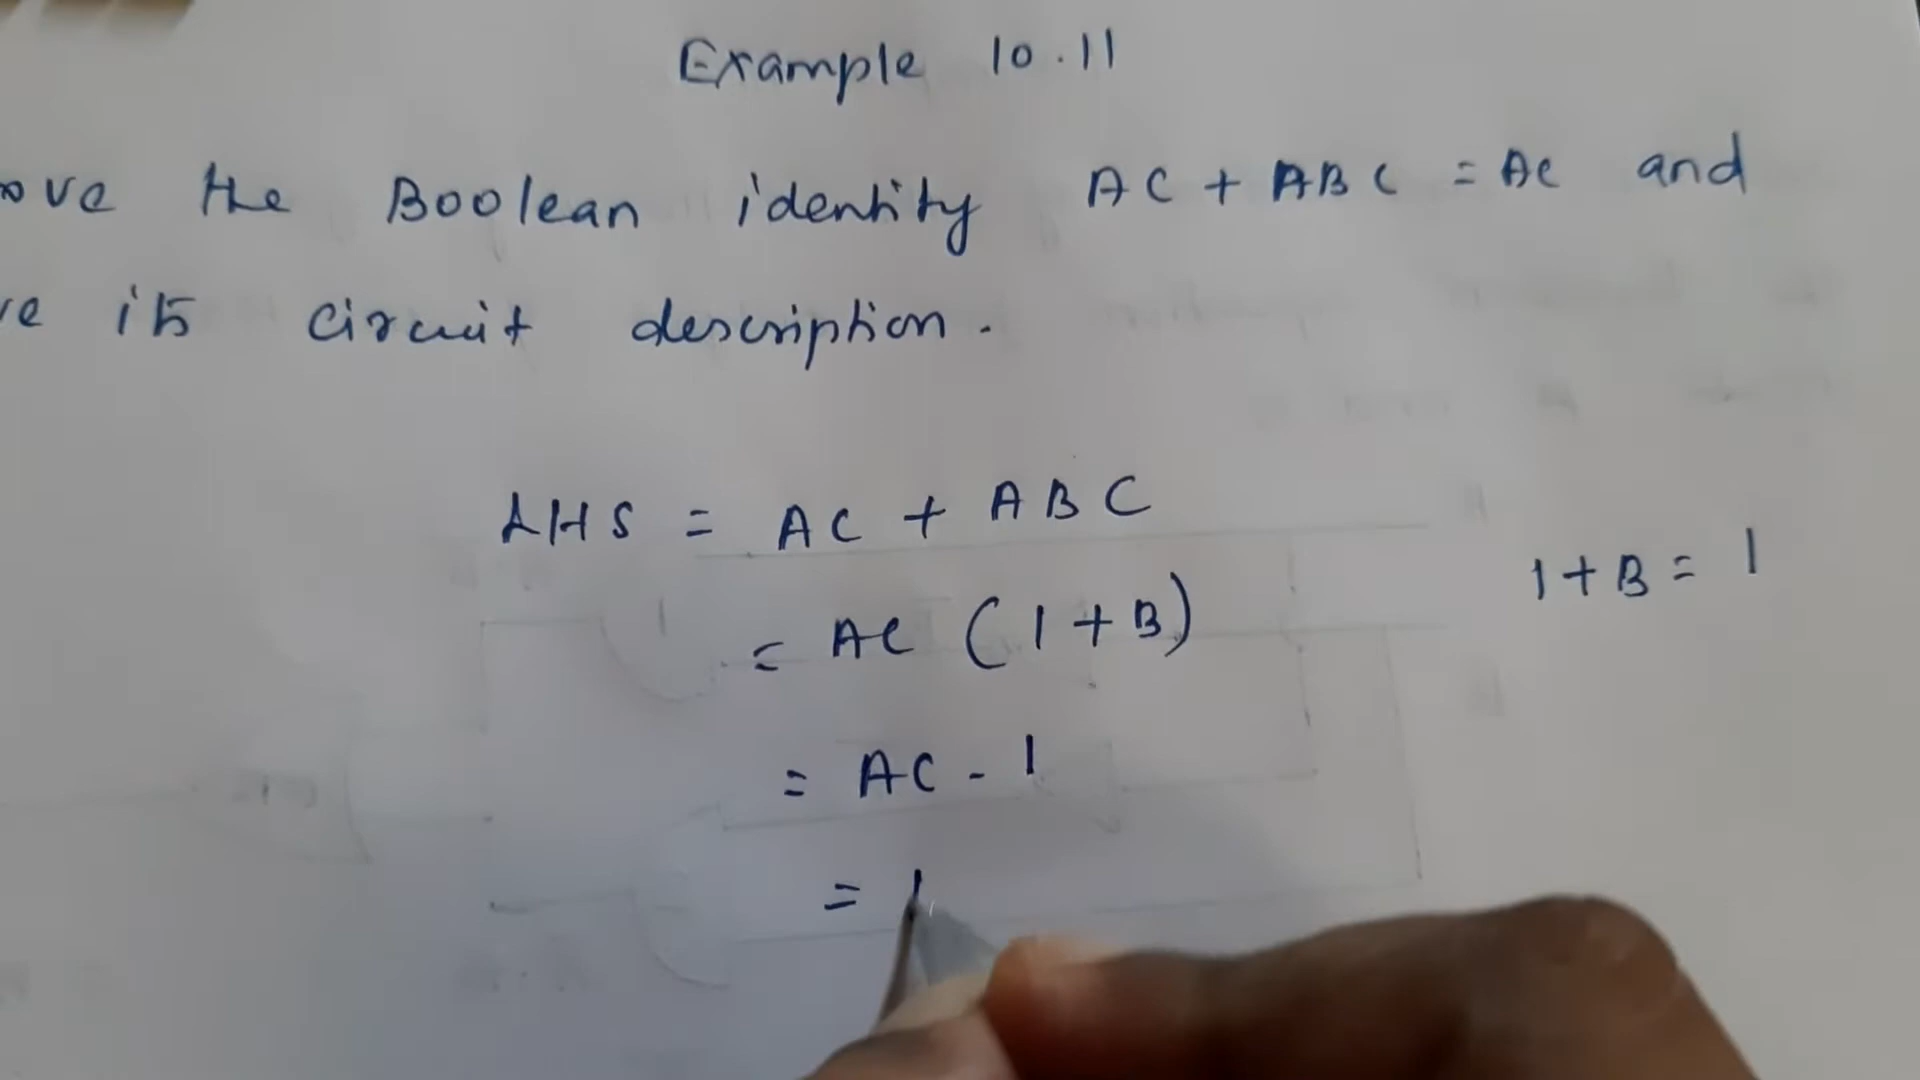 Example 10.11
ove the Boolean identity AC + ABC = AC and
e its circuit description.
LHS = AC + ABC
1+B = 1
= AC (1+B)
= AC - 1
=